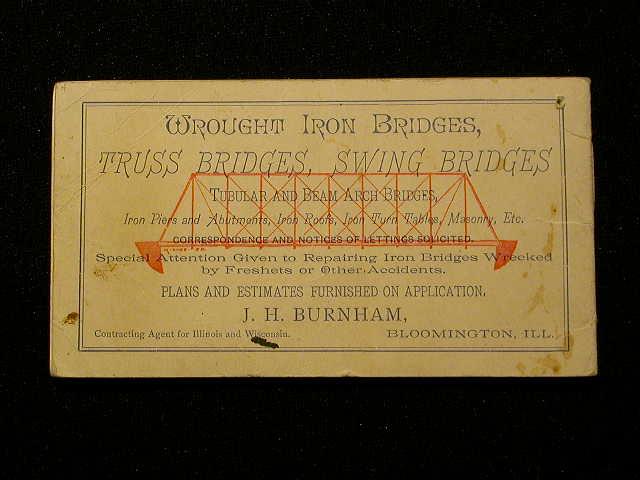 WROUGHT IRON BRIDGES,
TRUSS BRIDGES, SWING BRIDGES
TUBULAR AND BEAM ARCH BRIDGES,
Iron Piers and Abutments, Iron Roofs, Iron Turn Tables, Masonry, Etc.
CORRESPONDENCE AND NOTICES OF LETTINGS SOLICITED.
Special Attention Given to Repairing Iron Bridges Wrecked
by Freshets or Other Accidents.
PLANS AND ESTIMATES FURNISHED ON APPLICATION.
J. H. BURNHAM,
Contracting Agent for Illinois and Wisconsin. BLOOMINGTON, ILL.